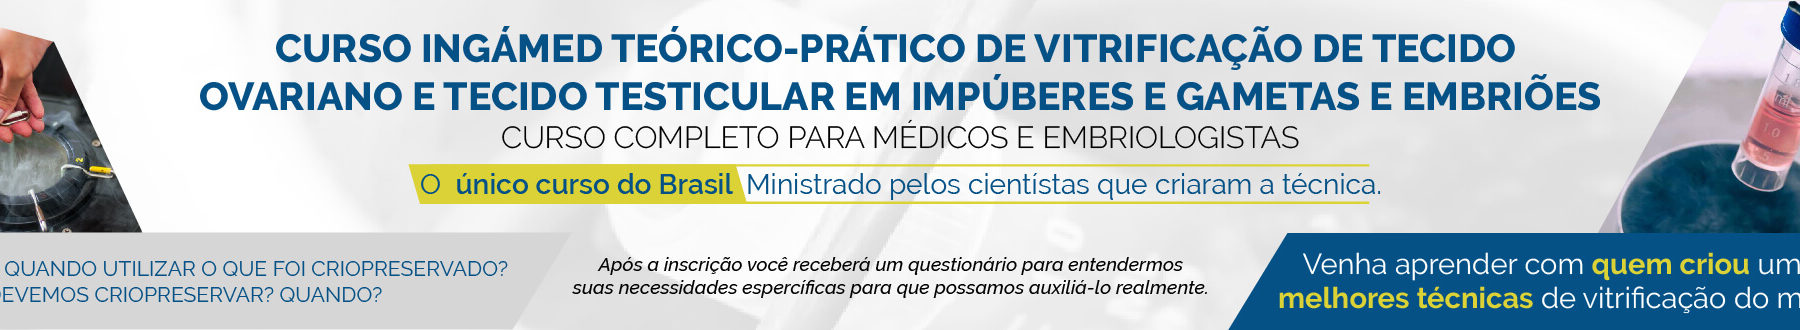 CURSO INGÁMED TEÓRICO-PRÁTICO DE VITRIFICAÇÃO DE TECIDO
OVARIANO E TECIDO TESTICULAR EM IMPÚBERES E GAMETAS E EMBRIÕES
CURSO COMPLETO PARA MÉDICOS E EMBRIOLOGISTAS
O único curso do Brasil Ministrado pelos cientístas que criaram a técnica.
QUANDO UTILIZAR O QUE FOI CRIOPRESERVADO?
DEVEMOS CRIOPRESERVAR? QUANDO?
Após a inscrição você receberá um questionário para entendermos
suas necessidades espercíficas para que possamos auxiliá-lo realmente.
Venha aprender com quem criou um
melhores técnicas de vitrificação do m